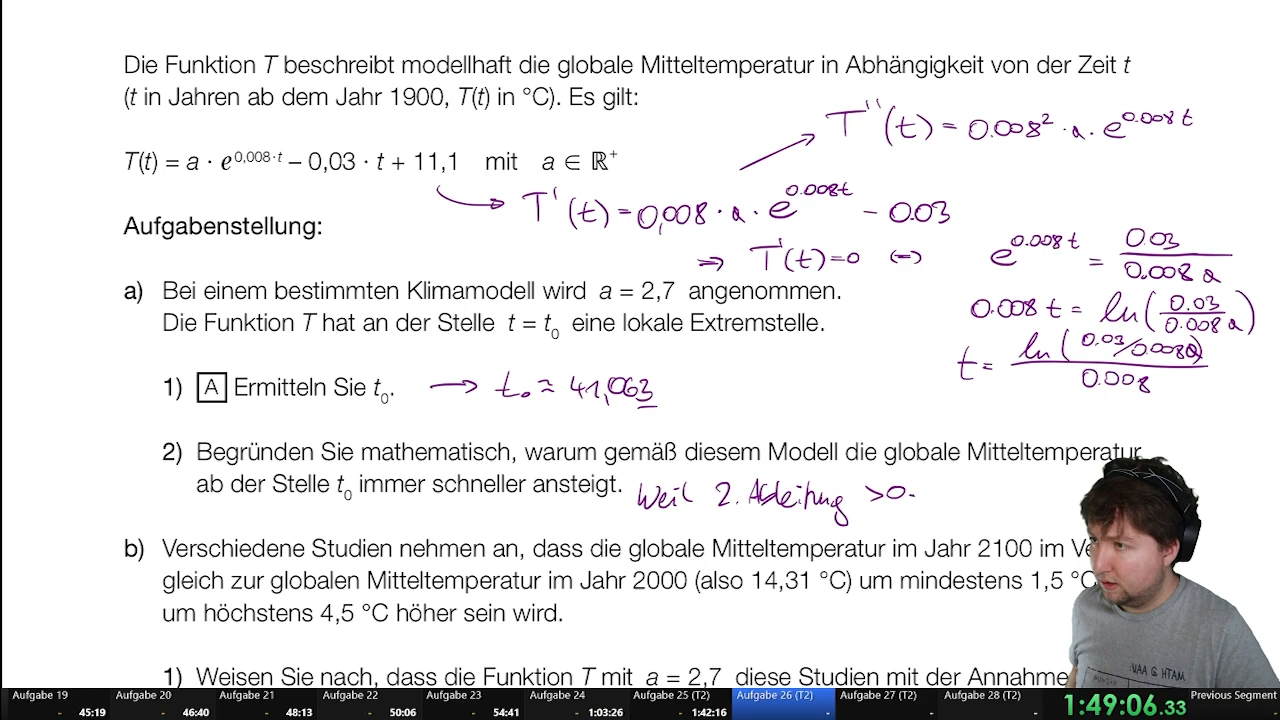 Die Funktion T beschreibt modellhaft die globale Mitteltemperatur in Abhängigkeit von der Zeit t
(t in Jahren ab dem Jahr 1900, T(t) in °C). Es gilt:
T''(t) = 0.008² · a · e^0.008t
T(t) = a · e^0,008·t – 0,03 · t + 11,1 mit a ∈ ℝ⁺
T'(t) = 0,008 · a · e^0.008t – 0.03
Aufgabenstellung:
⇒ T'(t) = 0 ⇔ e^0.008t = 0.03/0.008a
a) Bei einem bestimmten Klimamodell wird a = 2,7 angenommen.
0.008 t = ln(0.03/0.008a)
Die Funktion T hat an der Stelle t = t₀ eine lokale Extremstelle.
t = ln(0.03/0.008a)/0.008
1) A Ermitteln Sie t₀. → t₀ ≈ 41,063
2) Begründen Sie mathematisch, warum gemäß diesem Modell die globale Mitteltemperatur
ab der Stelle t₀ immer schneller ansteigt. Weil 2. Ableitung >0.
b) Verschiedene Studien nehmen an, dass die globale Mitteltemperatur im Jahr 2100 im
gleich zur globalen Mitteltemperatur im Jahr 2000 (also 14,31 °C) um mindestens 1,5 °C
um höchstens 4,5 °C höher sein wird.
1) Weisen Sie nach, dass die Funktion T mit a = 2,7 diese Studien mit der Annahme
VAA G HTAM
Aufgabe 19 Aufgabe 20 Aufgabe 21 Aufgabe 22 Aufgabe 23 Aufgabe 24 Aufgabe 25 (T2) Aufgabe 26 (T2) Aufgabe 27 (T2) Aufgabe 28 (T2) Previous Segment
- 45:19 - 46:40 - 48:13 - 50:06 - 54:41 - 1:03:26 - 1:42:16 - - - 1:49:06.33 -